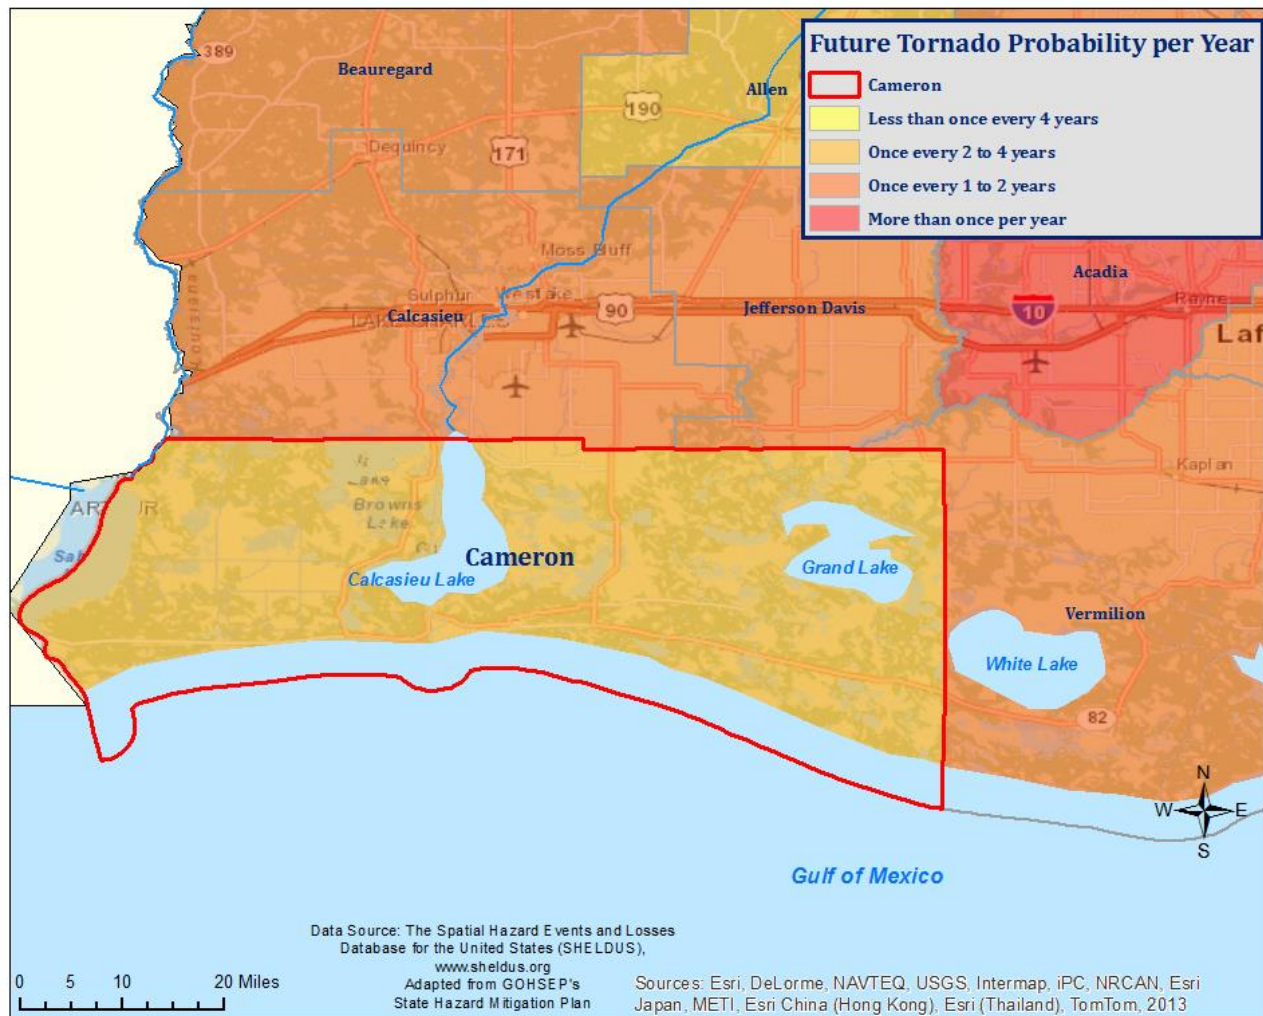 Future Tornado Probability per Year
Cameron
Less than once every 4 years
Once every 2 to 4 years
Once every 1 to 2 years
More than once per year
389
Beauregard
Allen
190
Dequincy
171
Moss Bluff
Acadia
Sulphur
Westlake
Rayne
Calcasieu
LAKE CHARLES
90
Jefferson Davis
10
Laf
Louisiana
Kaplan
Lake
Browns
Lake
Cameron
Calcasieu Lake
Grand Lake
Vermilion
White Lake
82
N
W E
S
Gulf of Mexico
Data Source: The Spatial Hazard Events and Losses
Database for the United States (SHELDUS),
www.sheldus.org
Adapted from GOHSEP's
State Hazard Mitigation Plan
0 5 10 20 Miles
Sources: Esri, DeLorme, NAVTEQ, USGS, Intermap, iPC, NRCAN, Esri
Japan, METI, Esri China (Hong Kong), Esri (Thailand), TomTom, 2013